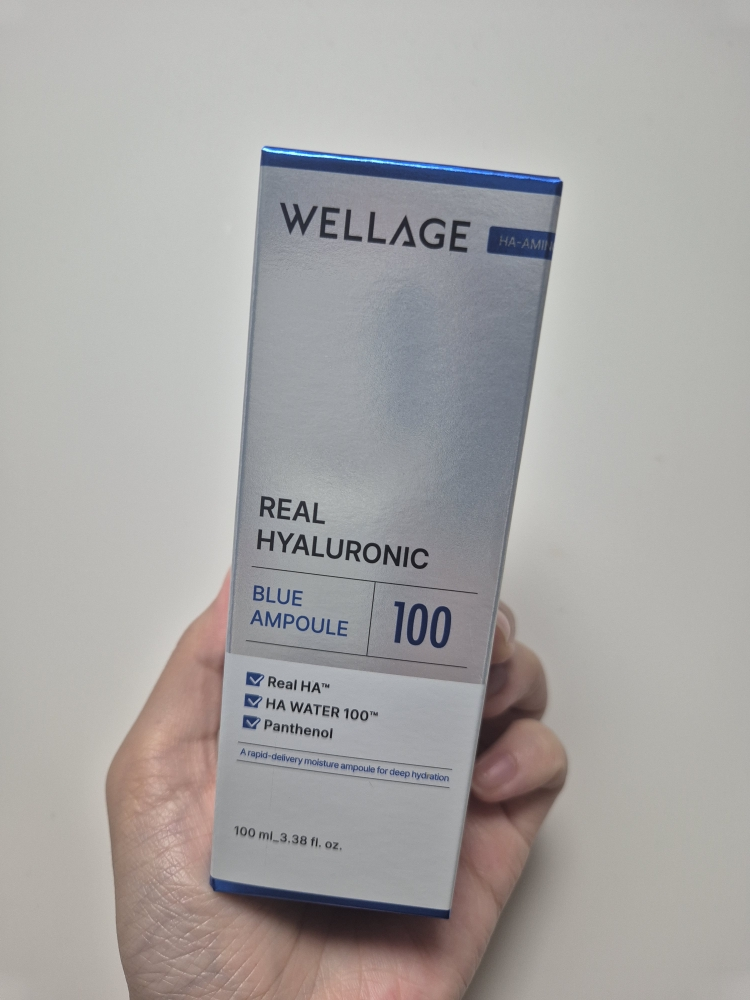 WELLAGE
REAL
HYALURONIC
BLUE
AMPOULE
100
Real HA™
HA WATER 100™
Panthenol
A rapid-delivery moisture ampoule for deep hydration
100 ml_3.38 fl. oz.